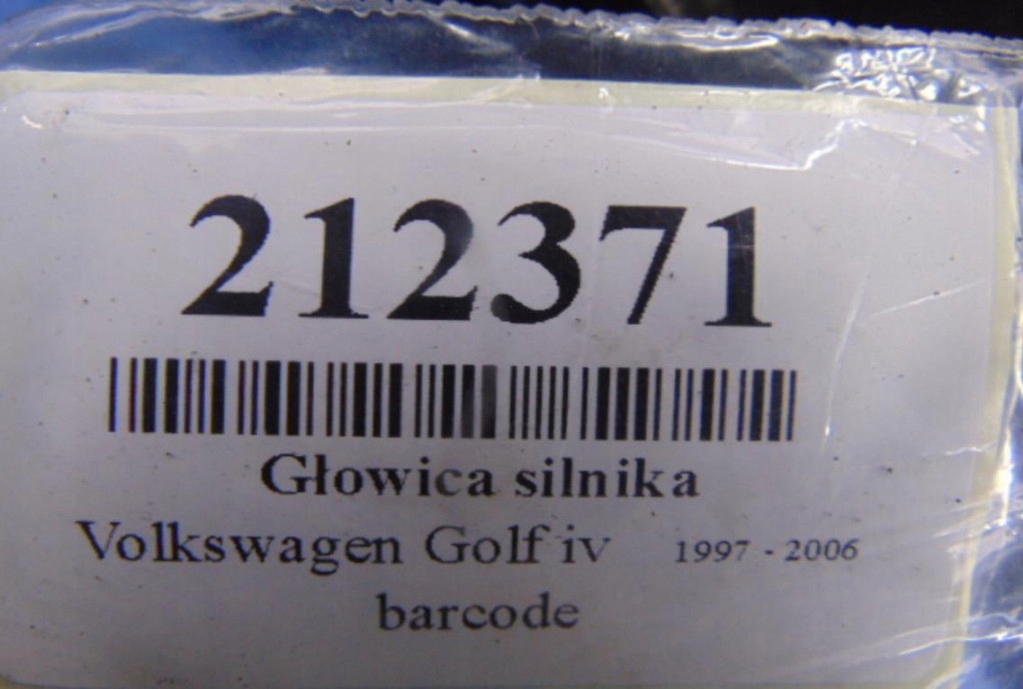 212371
Głowica silnika
Volkswagen Golf iv 1997 - 2006
barcode